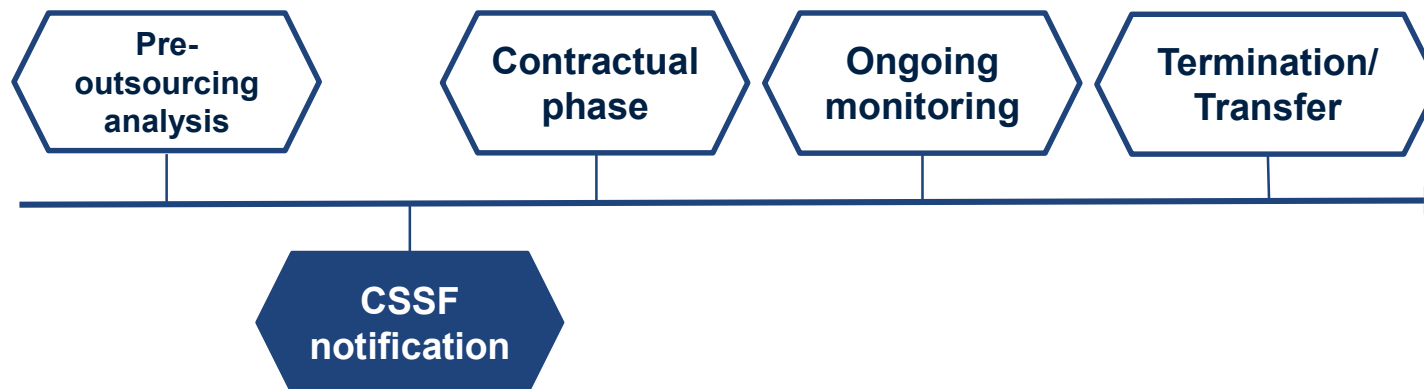 Pre-
outsourcing
analysis
CSSF
notification
Contractual
phase
Ongoing
monitoring
Termination/
Transfer